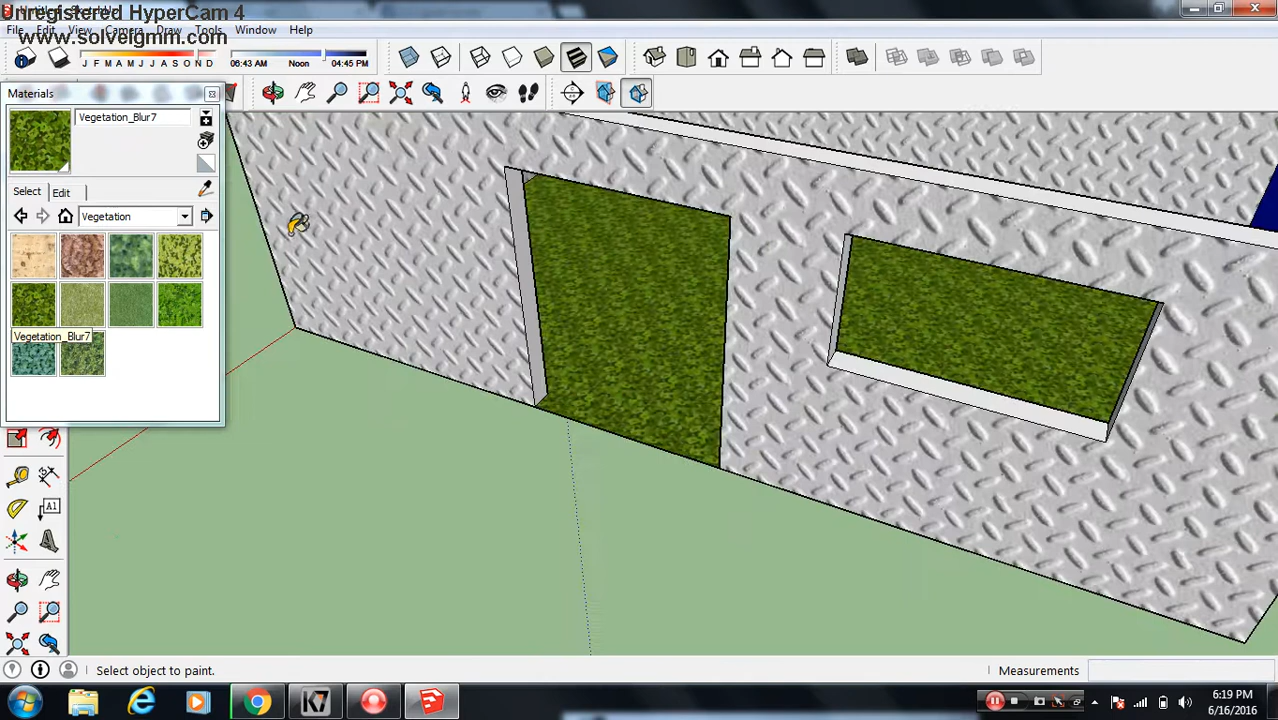 Unregistered HyperCam 4
www.solveigmm.com
File Edit View Camera Draw Tools Window Help
J F M A M J J A S O N D
06:43 AM Noon 04:45 PM
Materials
Vegetation_Blur7
Select Edit
Vegetation
Vegetation_Blur7
A1
Select object to paint.
Measurements
6:19 PM
6/16/2016